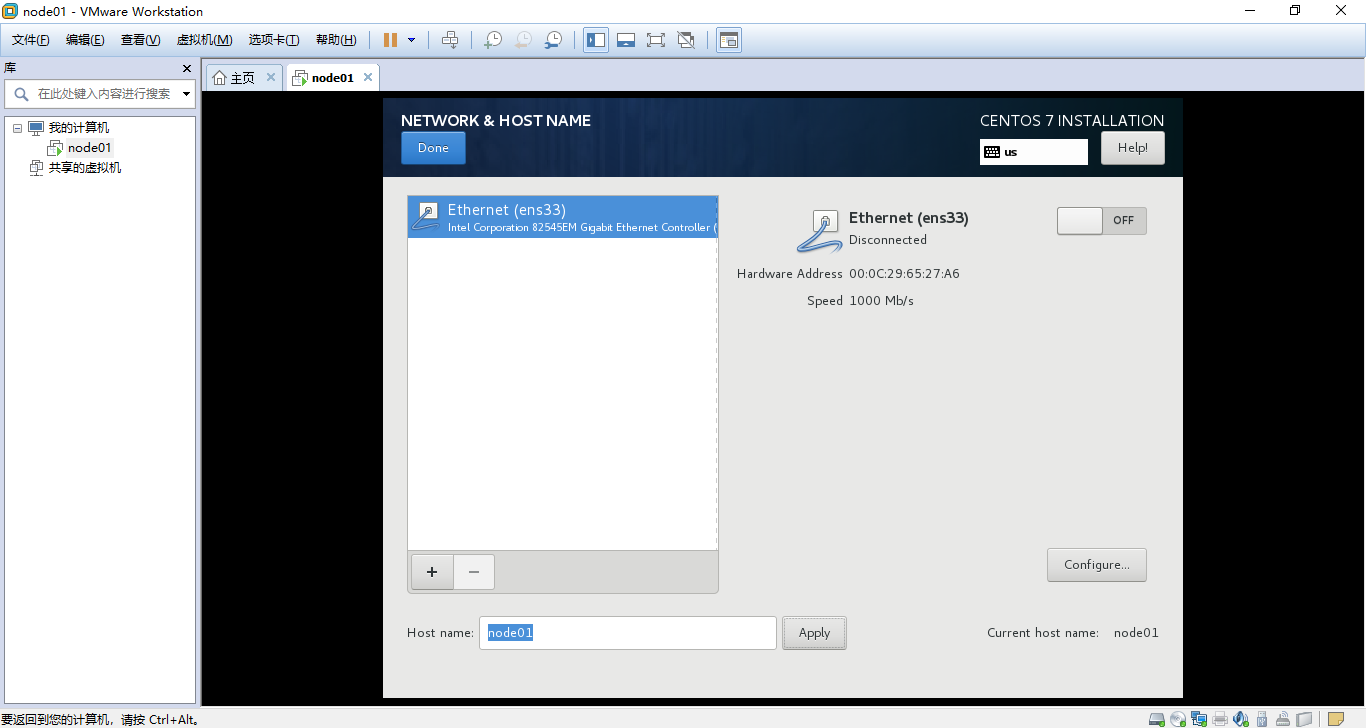 node01 - VMware Workstation
文件(F) 编辑(E) 查看(V) 虚拟机(M) 选项卡(T) 帮助(H)
库
在此处键入内容进行搜索
我的计算机
node01
共享的虚拟机
主页 node01
NETWORK & HOST NAME
CENTOS 7 INSTALLATION
Done
us
Help!
Ethernet (ens33)
Intel Corporation 82545EM Gigabit Ethernet Controller (
Ethernet (ens33)
Disconnected
OFF
Hardware Address 00:0C:29:65:27:A6
Speed 1000 Mb/s
+ −
Configure...
Host name: node01 Apply Current host name: node01
要返回到您的计算机，请按 Ctrl+Alt。